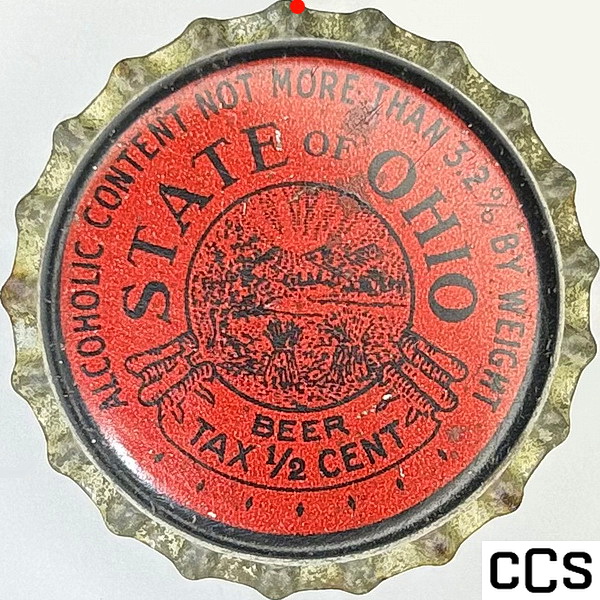 ALCOHOLIC CONTENT NOT MORE THAN 3.2% BY WEIGHT
STATE OF OHIO
BEER
TAX 1/2 CENT
CCS